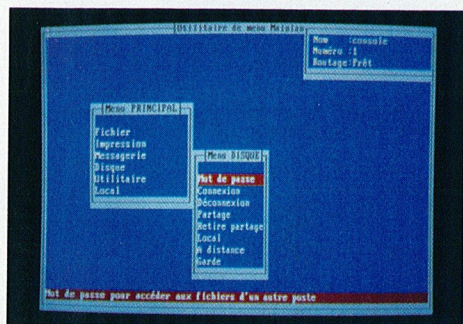 Utilitaire de menu Mainlan
Nom :console
Numéro :1
Routage:Prêt
Menu PRINCIPAL
Fichier
Impression
Messagerie
Disque
Utilitaire
Local
Menu DISQUE
Mot de passe
Connexion
Déconnexion
Partage
Retire partage
Local
A distance
Garde
Mot de passe pour accéder aux fichiers d'un autre poste